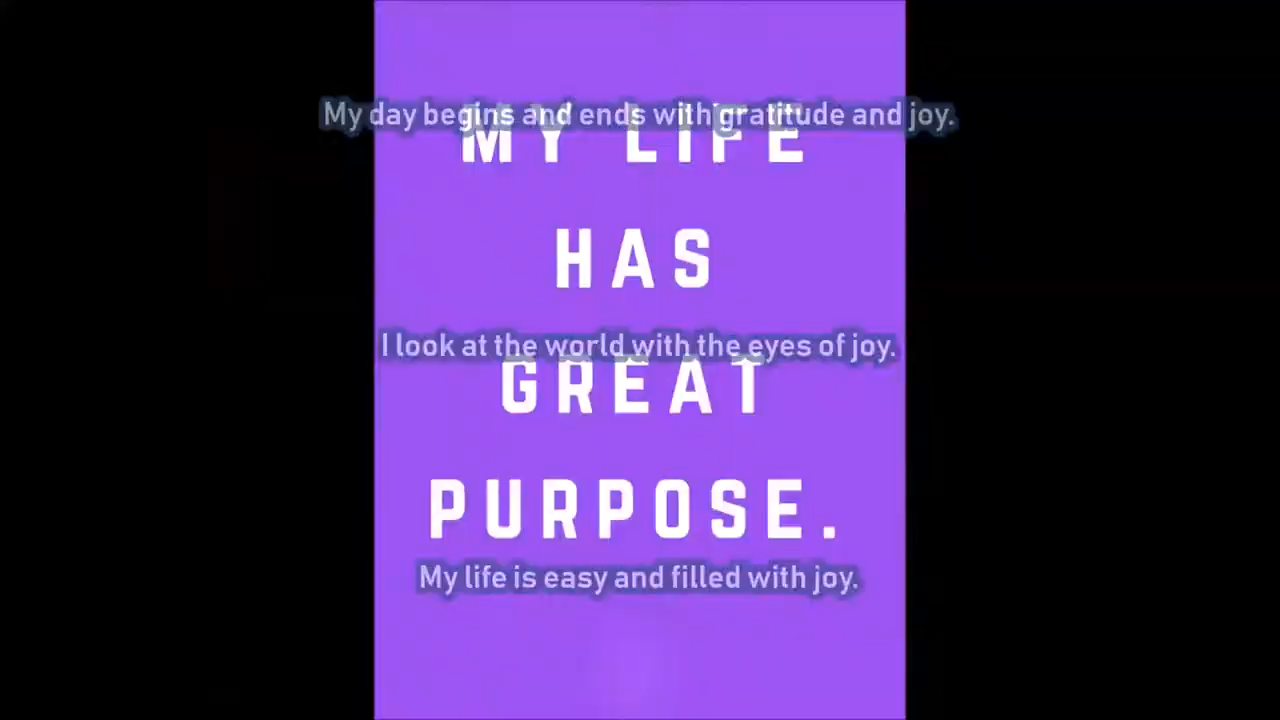 My day begins and ends with gratitude and joy.
MY LIFE
HAS
I look at the world with the eyes of joy.
GREAT
PURPOSE.
My life is easy and filled with joy.